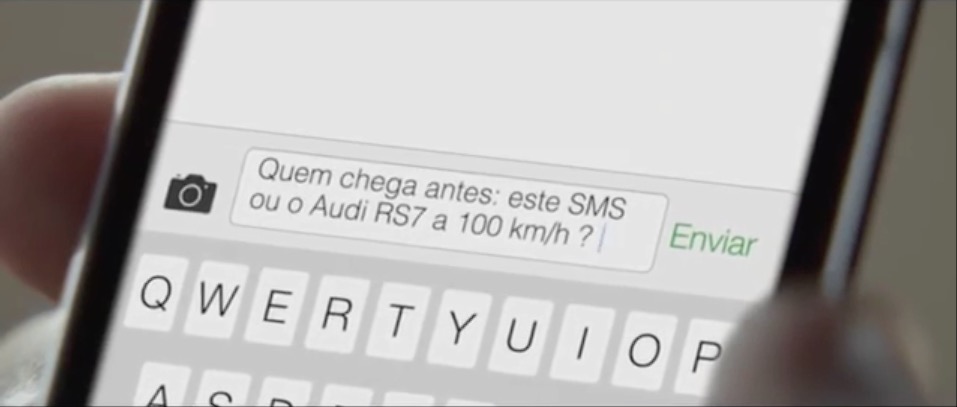 Quem chega antes: este SMS
ou o Audi RS7 a 100 km/h ?
Enviar
Q W E R T Y U I O P
A S